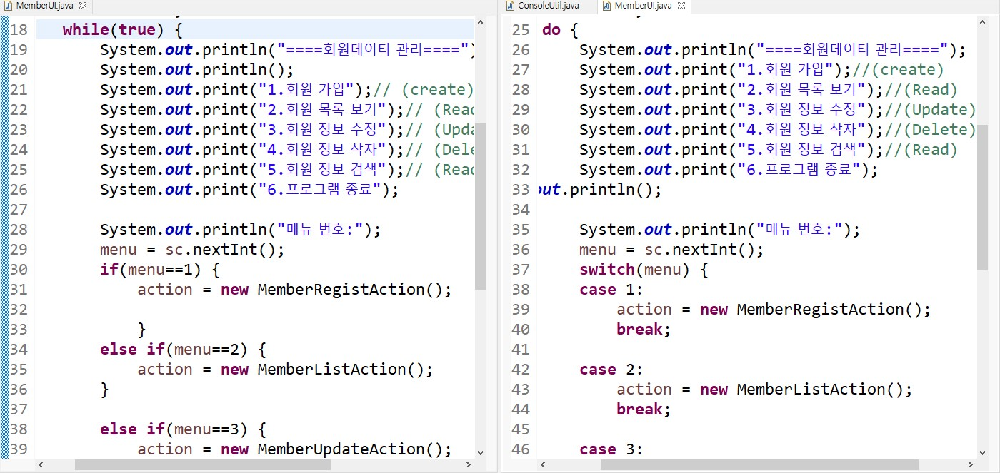 MemberUI.java
18 while(true) {
19 System.out.println("====회원데이터 관리====")
20 System.out.println();
21 System.out.print("1.회원 가입");// (create)
22 System.out.print("2.회원 목록 보기");// (Read
23 System.out.print("3.회원 정보 수정");// (Upda
24 System.out.print("4.회원 정보 삭자");// (Dele
25 System.out.print("5.회원 정보 검색");// (Read
26 System.out.print("6.프로그램 종료");
27
28 System.out.println("메뉴 번호:");
29 menu = sc.nextInt();
30 if(menu==1) {
31 action = new MemberRegistAction();
32
33 }
34 else if(menu==2) {
35 action = new MemberListAction();
36 }
37
38 else if(menu==3) {
39 action = new MemberUpdateAction();
ConsoleUtil.java
MemberUI.java
25 do {
26 System.out.println("====회원데이터 관리====");
27 System.out.print("1.회원 가입");//(create)
28 System.out.print("2.회원 목록 보기");//(Read)
29 System.out.print("3.회원 정보 수정");//(Update)
30 System.out.print("4.회원 정보 삭자");//(Delete)
31 System.out.print("5.회원 정보 검색");//(Read)
32 System.out.print("6.프로그램 종료");
33 out.println();
34
35 System.out.println("메뉴 번호:");
36 menu = sc.nextInt();
37 switch(menu) {
38 case 1:
39 action = new MemberRegistAction();
40 break;
41
42 case 2:
43 action = new MemberListAction();
44 break;
45
46 case 3: